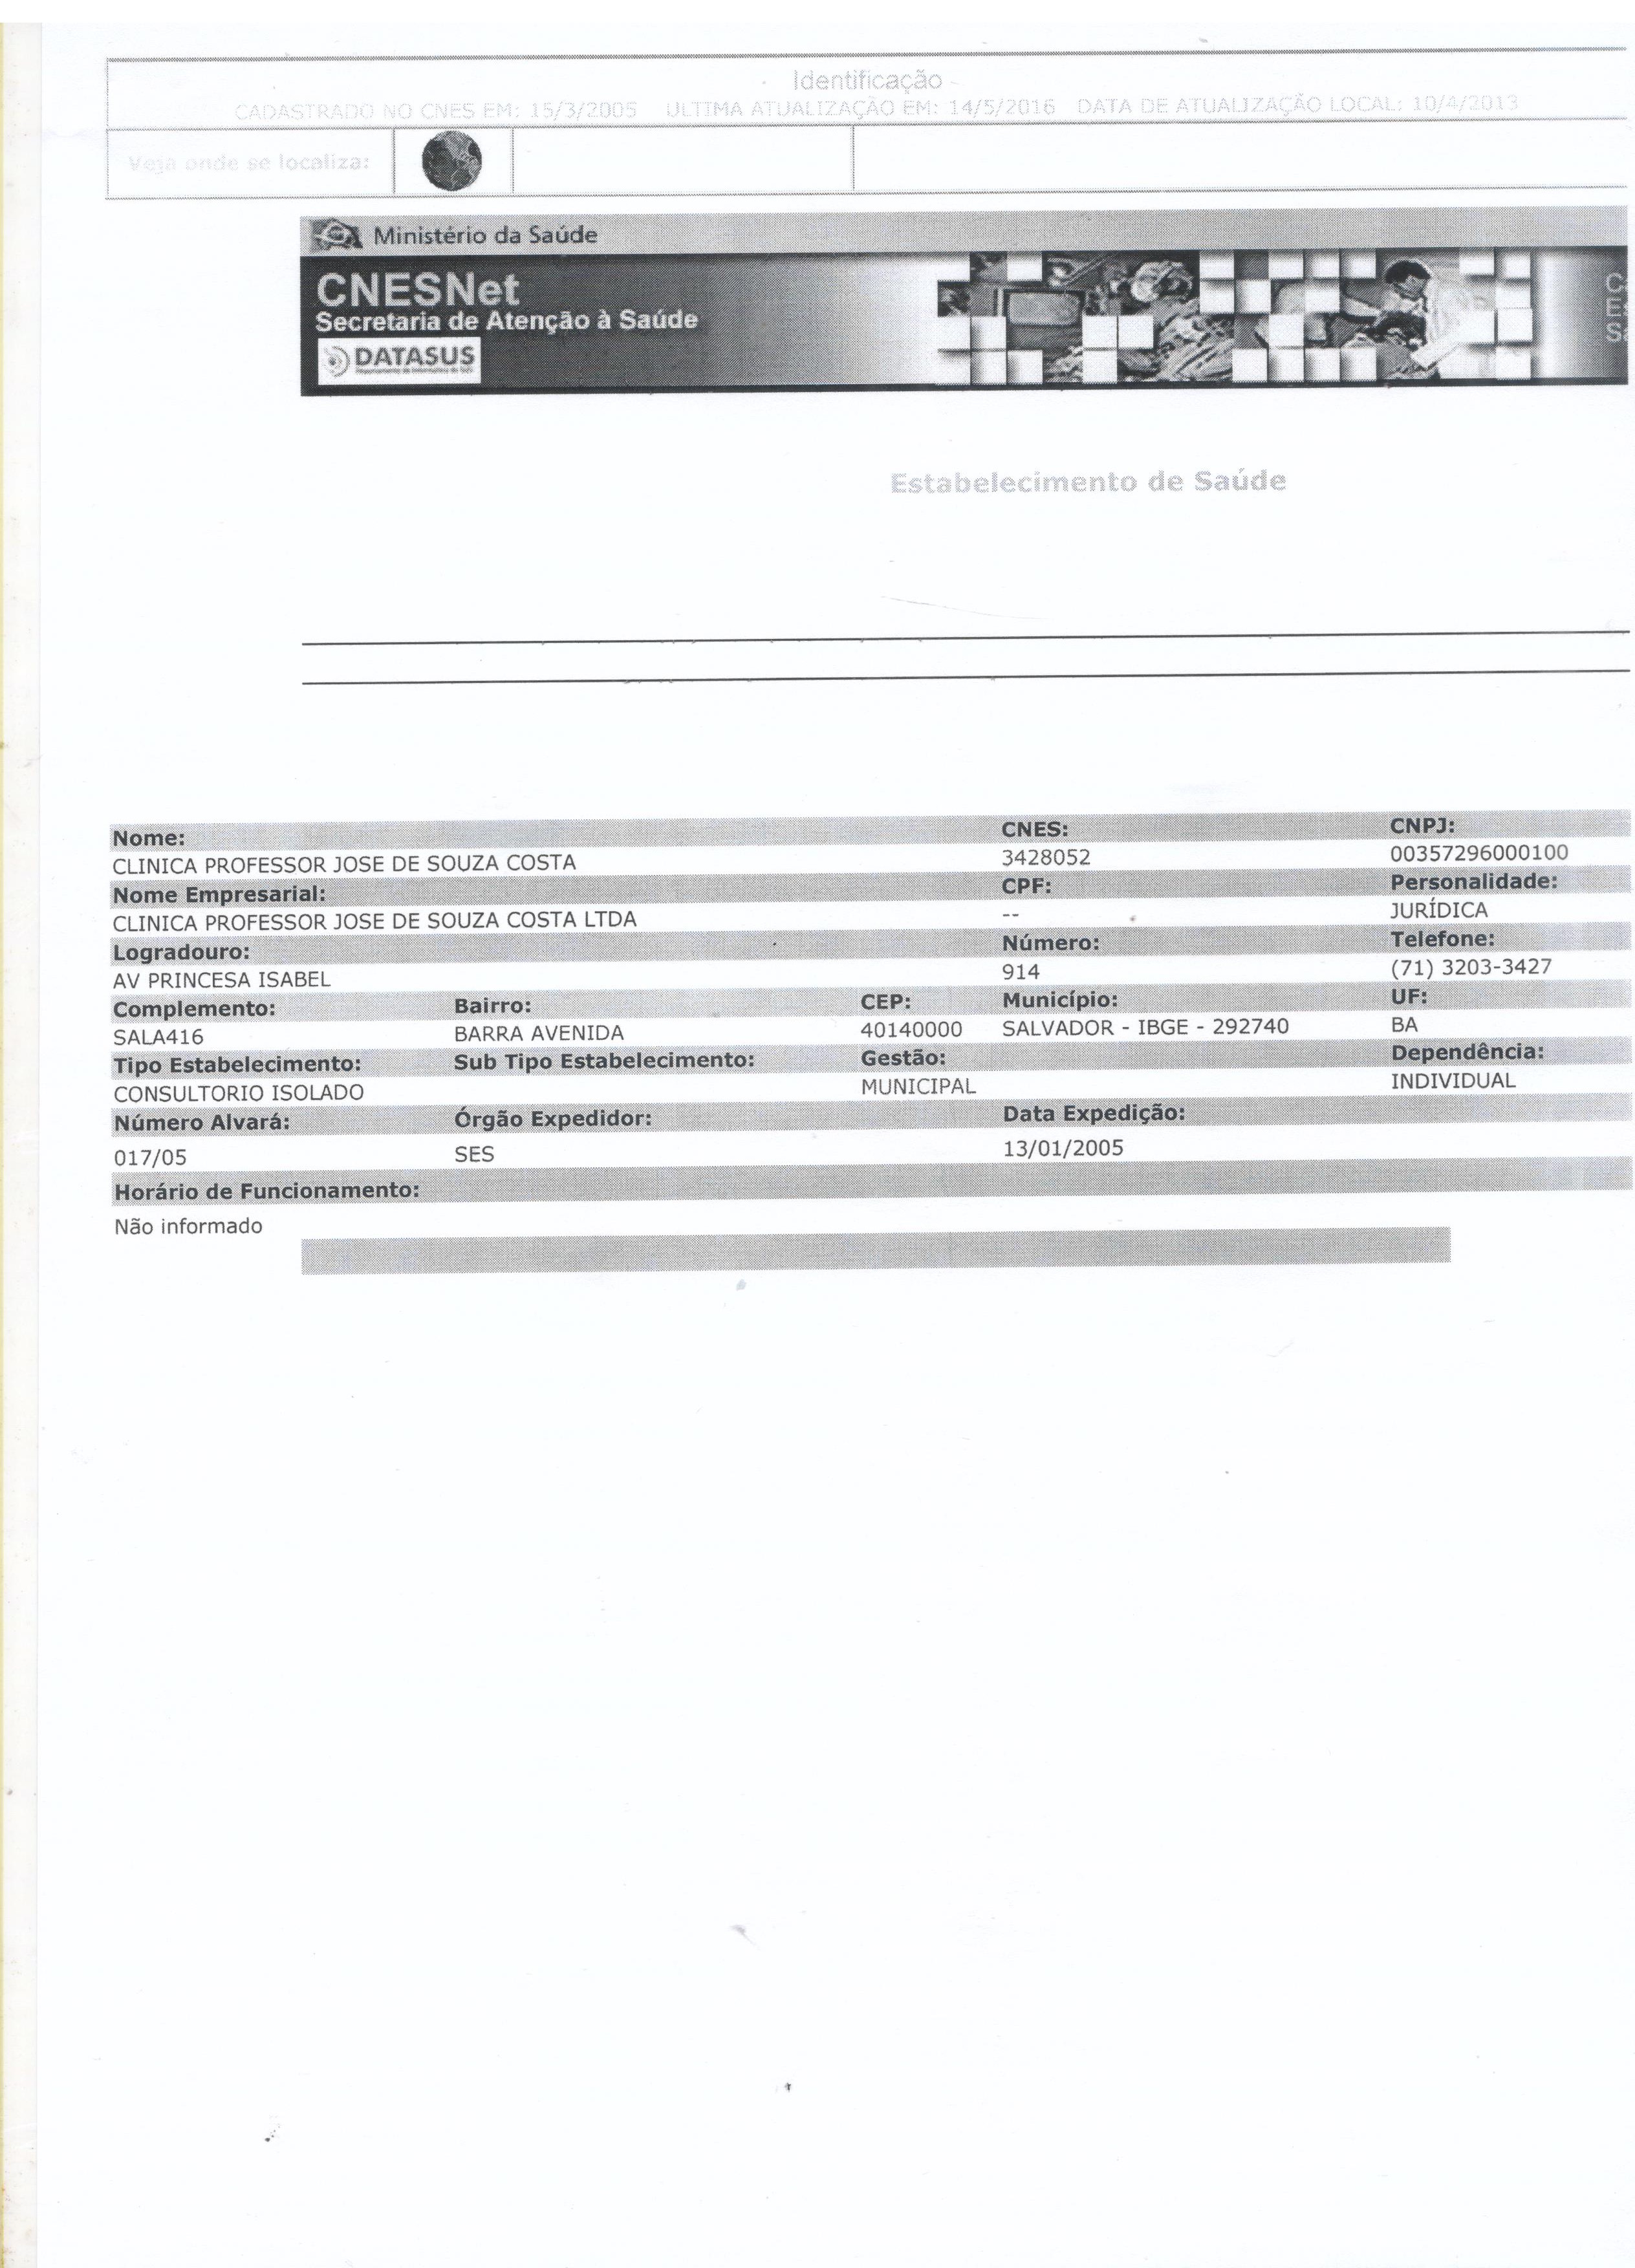 Identificação
CADASTRADO NO CNES EM: 15/3/2005 ULTIMA ATUALIZAÇÃO EM: 14/5/2016 DATA DE ATUALIZAÇÃO LOCAL: 10/4/2013
Veja onde se localiza:
Ministério da Saúde
CNESNet
Secretaria de Atenção à Saúde
DATASUS
Estabelecimento de Saúde
Nome: CNES: CNPJ:
CLINICA PROFESSOR JOSE DE SOUZA COSTA 3428052 00357296000100
Nome Empresarial: CPF: Personalidade:
CLINICA PROFESSOR JOSE DE SOUZA COSTA LTDA -- JURÍDICA
Logradouro: Número: Telefone:
AV PRINCESA ISABEL 914 (71) 3203-3427
Complemento: Bairro: CEP: Município: UF:
SALA416 BARRA AVENIDA 40140000 SALVADOR - IBGE - 292740 BA
Tipo Estabelecimento: Sub Tipo Estabelecimento: Gestão: Dependência:
CONSULTORIO ISOLADO MUNICIPAL INDIVIDUAL
Número Alvará: Órgão Expedidor: Data Expedição:
017/05 SES 13/01/2005
Horário de Funcionamento:
Não informado